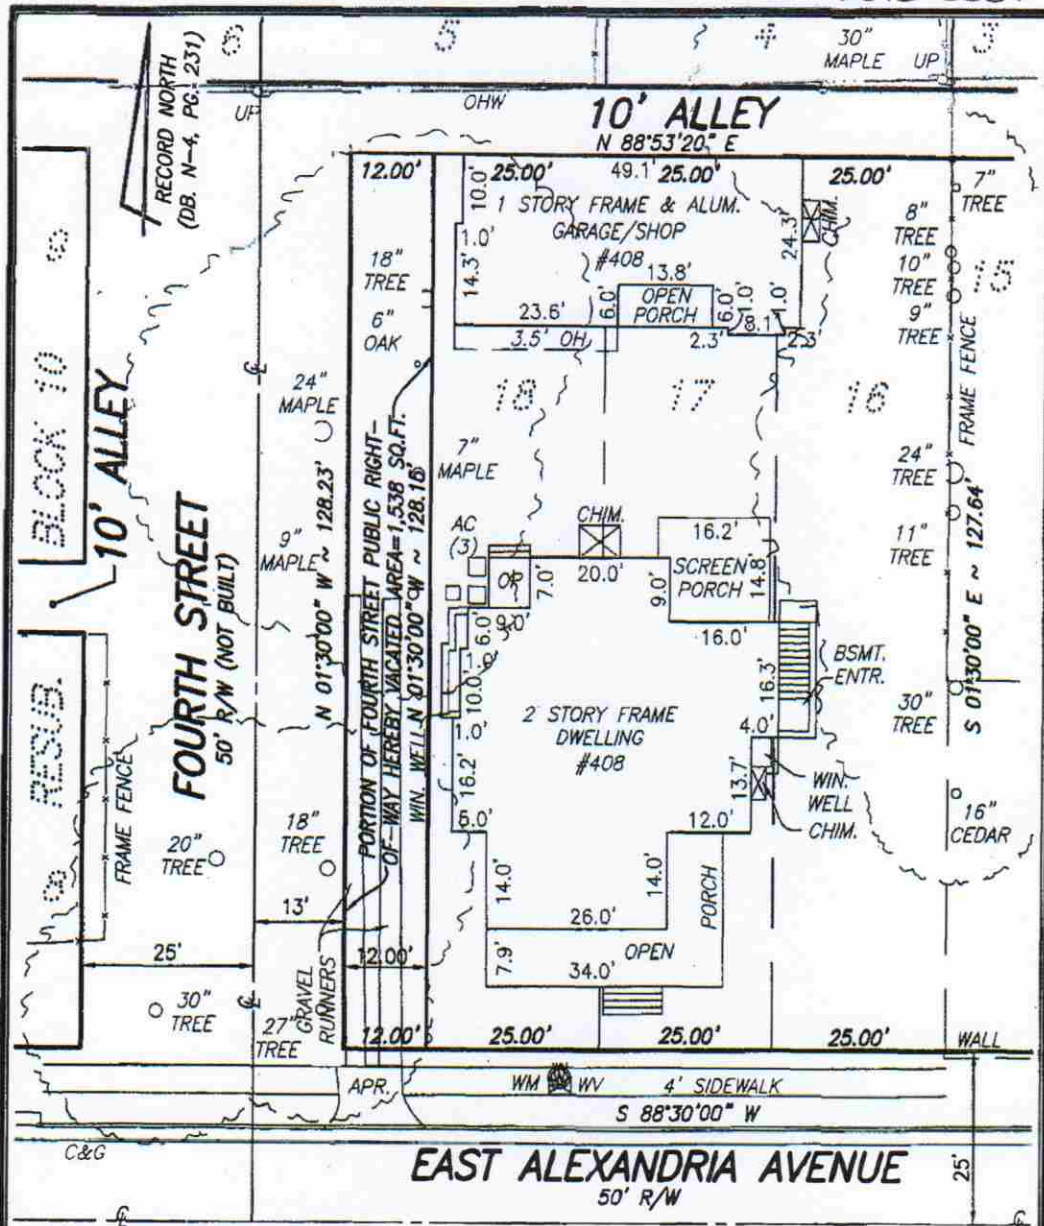 6
5
4
3
30"
MAPLE
UP
RECORD NORTH
(DB. N-4, PG. 231)
UP
OHW
10' ALLEY
N 88°53'20" E
12.00'
25.00'
49.1'
25.00'
25.00'
7"
TREE
10.0'
1 STORY FRAME & ALUM.
GARAGE/SHOP
#408
24.3'
CHIM.
8"
TREE
1.0'
18"
TREE
14.3'
13.8'
10"
TREE
15
6.0'
OPEN
PORCH
6.0'
1.0'
1.0'
9"
TREE
6"
OAK
23.6'
8.1'
3.5' OH
2.3'
2.3'
FRAME FENCE
8
BLOCK 10
10' ALLEY
24"
MAPLE
18
17
16
7"
MAPLE
24"
TREE
FOURTH STREET
50' R/W (NOT BUILT)
9"
MAPLE
N 01°30'00" W ~ 128.23'
PORTION OF FOURTH STREET PUBLIC RIGHT-
OF-WAY HEREBY VACATED AREA=1,538 SQ.FT.
N 01°30'00" W ~ 128.15'
WIN. WELL
AC
(3)
CHIM.
16.2'
11"
TREE
OP
7.0'
20.0'
9.0'
SCREEN
PORCH
14.8'
S 01°30'00" E ~ 127.64'
9.0'
6.0'
16.0'
1.0'
10.0'
16.3'
BSMT.
ENTR.
2 STORY FRAME
DWELLING
#408
30"
TREE
1.0'
4.0'
16.2'
13.7'
WIN.
WELL
CHIM.
RESUB.
8
FRAME FENCE
20"
TREE
18"
TREE
12.0'
16"
CEDAR
14.0'
14.0'
PORCH
13'
26.0'
25'
12.00'
7.9'
OPEN
34.0'
30"
TREE
GRAVEL
RUNNERS
27"
TREE
12.00'
25.00'
25.00'
25.00'
WALL
APR.
WM
WV
4' SIDEWALK
S 88°30'00" W
C&G
EAST ALEXANDRIA AVENUE
50' R/W
25'